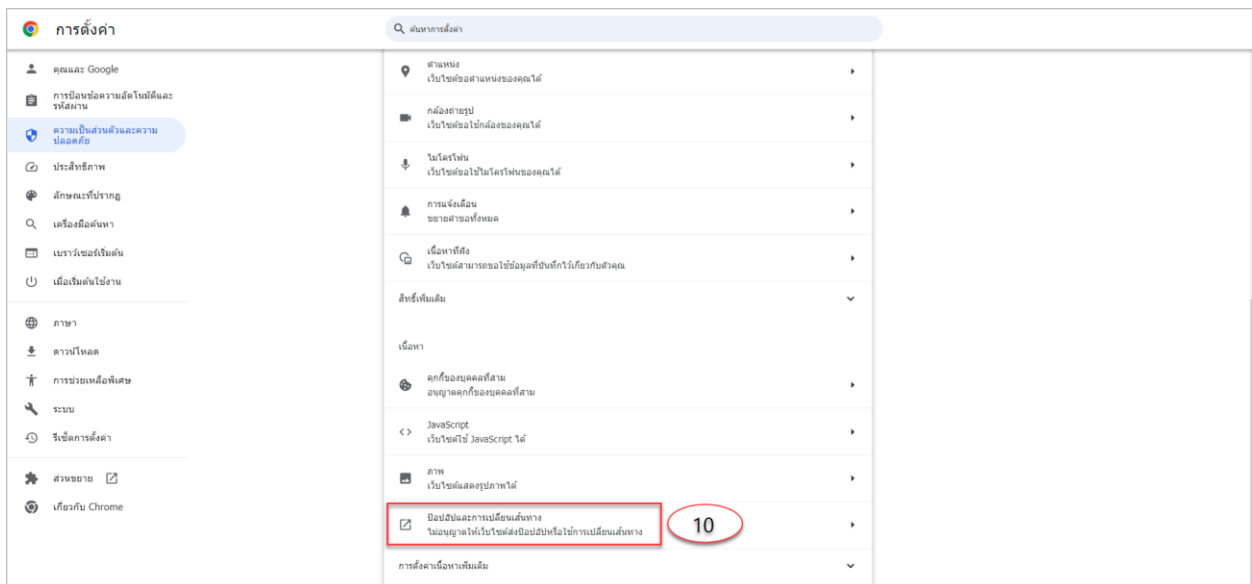 การตั้งค่า
ค้นหาการตั้งค่า
คุณและ Google
การป้อนข้อความอัตโนมัติและ
รหัสผ่าน
ความเป็นส่วนตัวและความ
ปลอดภัย
ประสิทธิภาพ
ลักษณะที่ปรากฏ
เครื่องมือค้นหา
เบราว์เซอร์เริ่มต้น
เมื่อเริ่มต้นใช้งาน
ภาษา
ดาวน์โหลด
การช่วยเหลือพิเศษ
ระบบ
รีเซ็ตการตั้งค่า
ส่วนขยาย
เกี่ยวกับ Chrome
ตำแหน่ง
เว็บไซต์ขอตำแหน่งของคุณได้
กล้องถ่ายรูป
เว็บไซต์ขอใช้กล้องของคุณได้
ไมโครโฟน
เว็บไซต์ขอใช้ไมโครโฟนของคุณได้
การแจ้งเตือน
ขยายคำขอทั้งหมด
เนื้อหาที่ฝัง
เว็บไซต์สามารถขอใช้ข้อมูลที่บันทึกไว้เกี่ยวกับตัวคุณ
สิทธิ์เพิ่มเติม
เนื้อหา
คุกกี้ของบุคคลที่สาม
อนุญาตคุกกี้ของบุคคลที่สาม
JavaScript
เว็บไซต์ใช้ JavaScript ได้
ภาพ
เว็บไซต์แสดงรูปภาพได้
ป๊อปอัปและการเปลี่ยนเส้นทาง
ไม่อนุญาตให้เว็บไซต์ส่งป๊อปอัปหรือใช้การเปลี่ยนเส้นทาง
10
การตั้งค่าเนื้อหาเพิ่มเติม